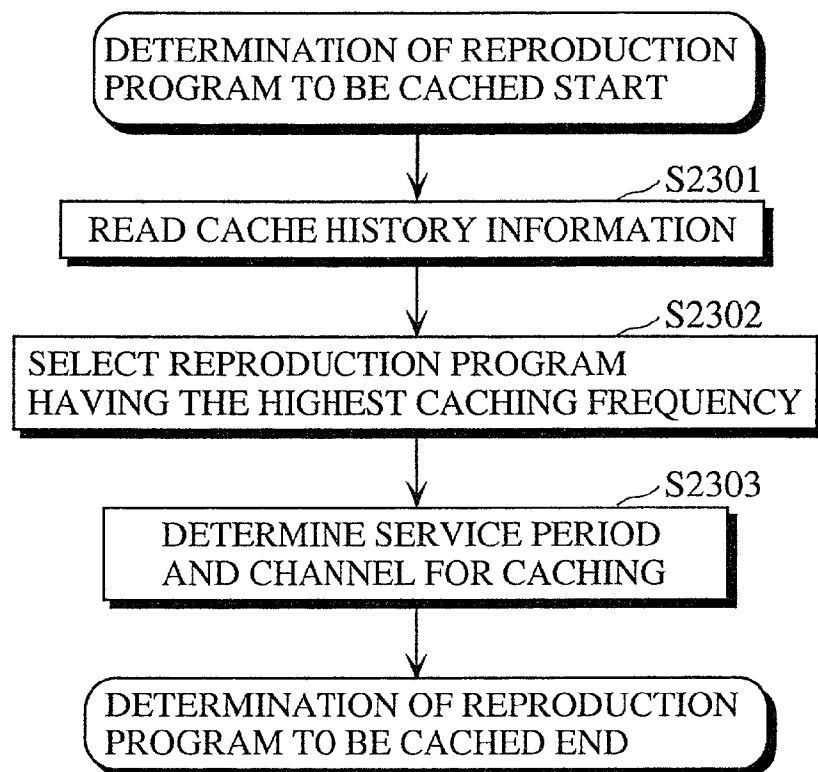 DETERMINATION OF REPRODUCTION
PROGRAM TO BE CACHED START
S2301
READ CACHE HISTORY INFORMATION
S2302
SELECT REPRODUCTION PROGRAM
HAVING THE HIGHEST CACHING FREQUENCY
S2303
DETERMINE SERVICE PERIOD
AND CHANNEL FOR CACHING
DETERMINATION OF REPRODUCTION
PROGRAM TO BE CACHED END